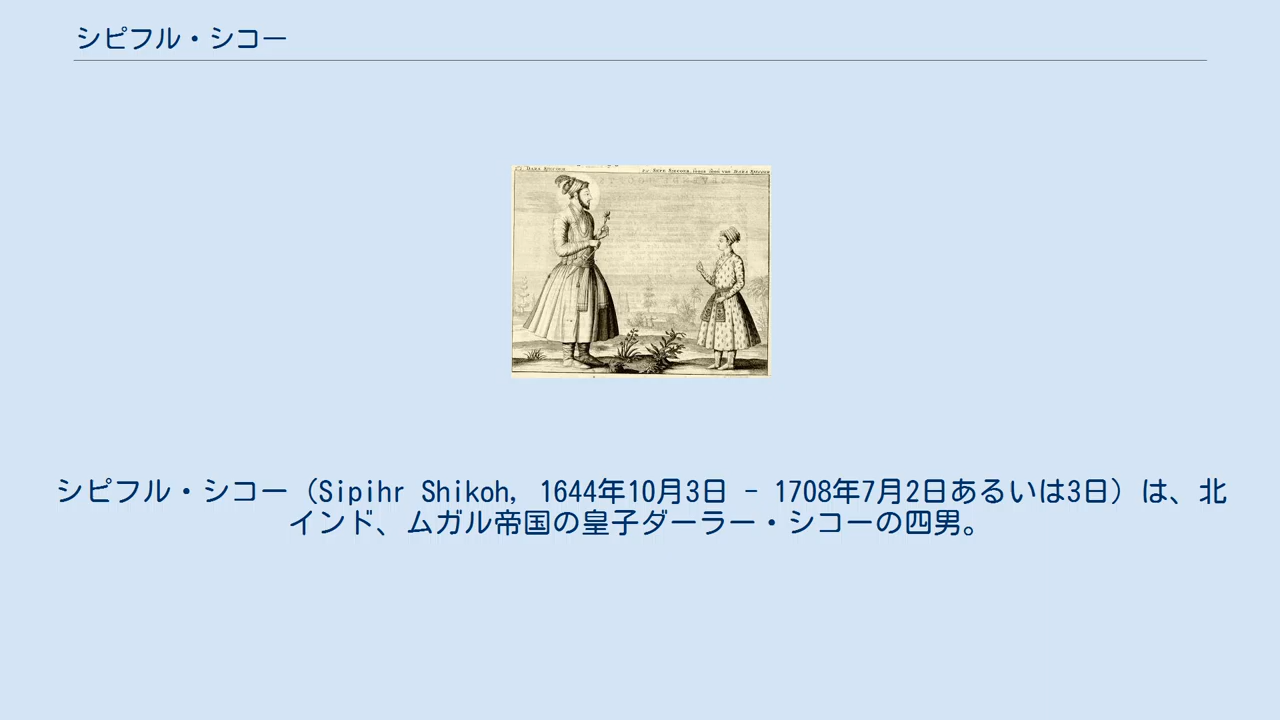 シピフル・シコー
シピフル・シコー（Sipihr Shikoh, 1644年10月3日 - 1708年7月2日あるいは3日）は、北
インド、ムガル帝国の皇子ダーラー・シコーの四男。